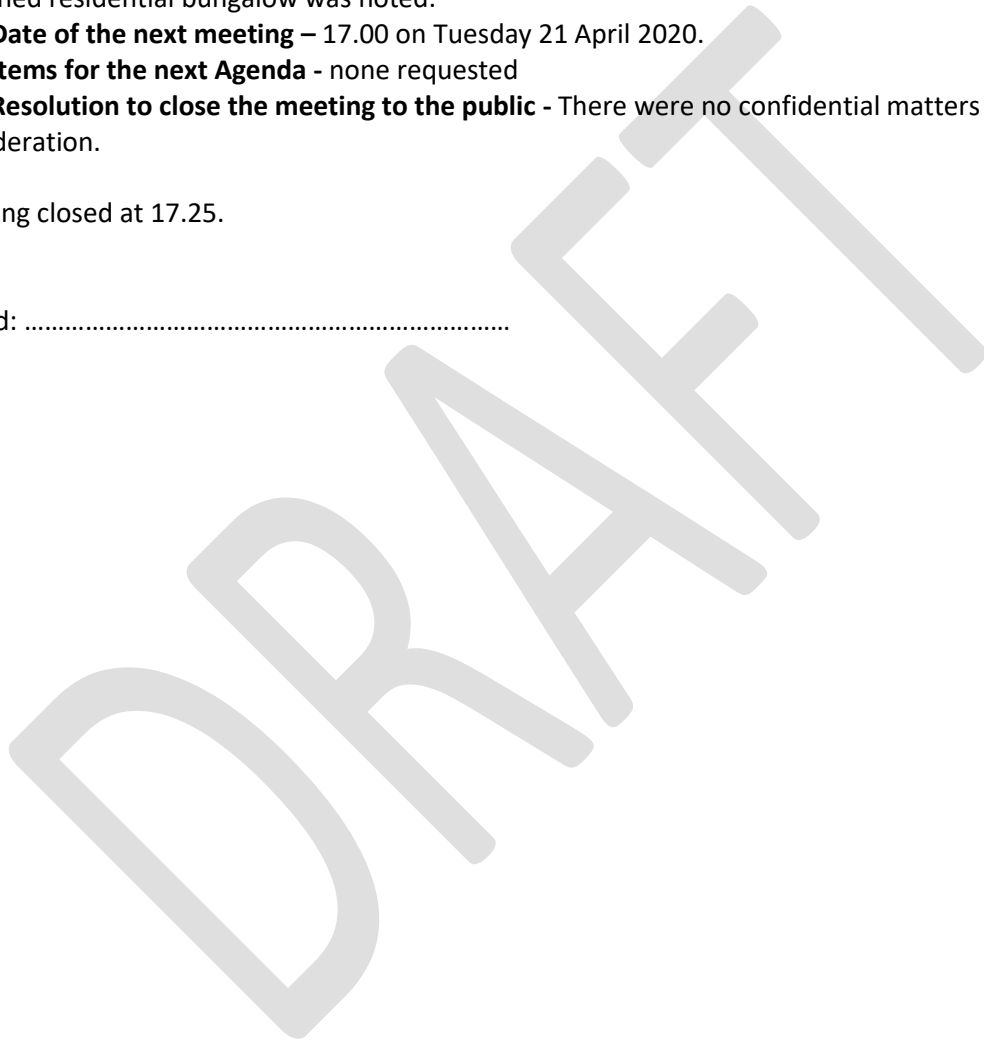 ned residential bungalow was noted.
Date of the next meeting – 17.00 on Tuesday 21 April 2020.
tems for the next Agenda - none requested
Resolution to close the meeting to the public - There were no confidential matters
deration.
ng closed at 17.25.
d: ……………………………………………………………
DRAFT